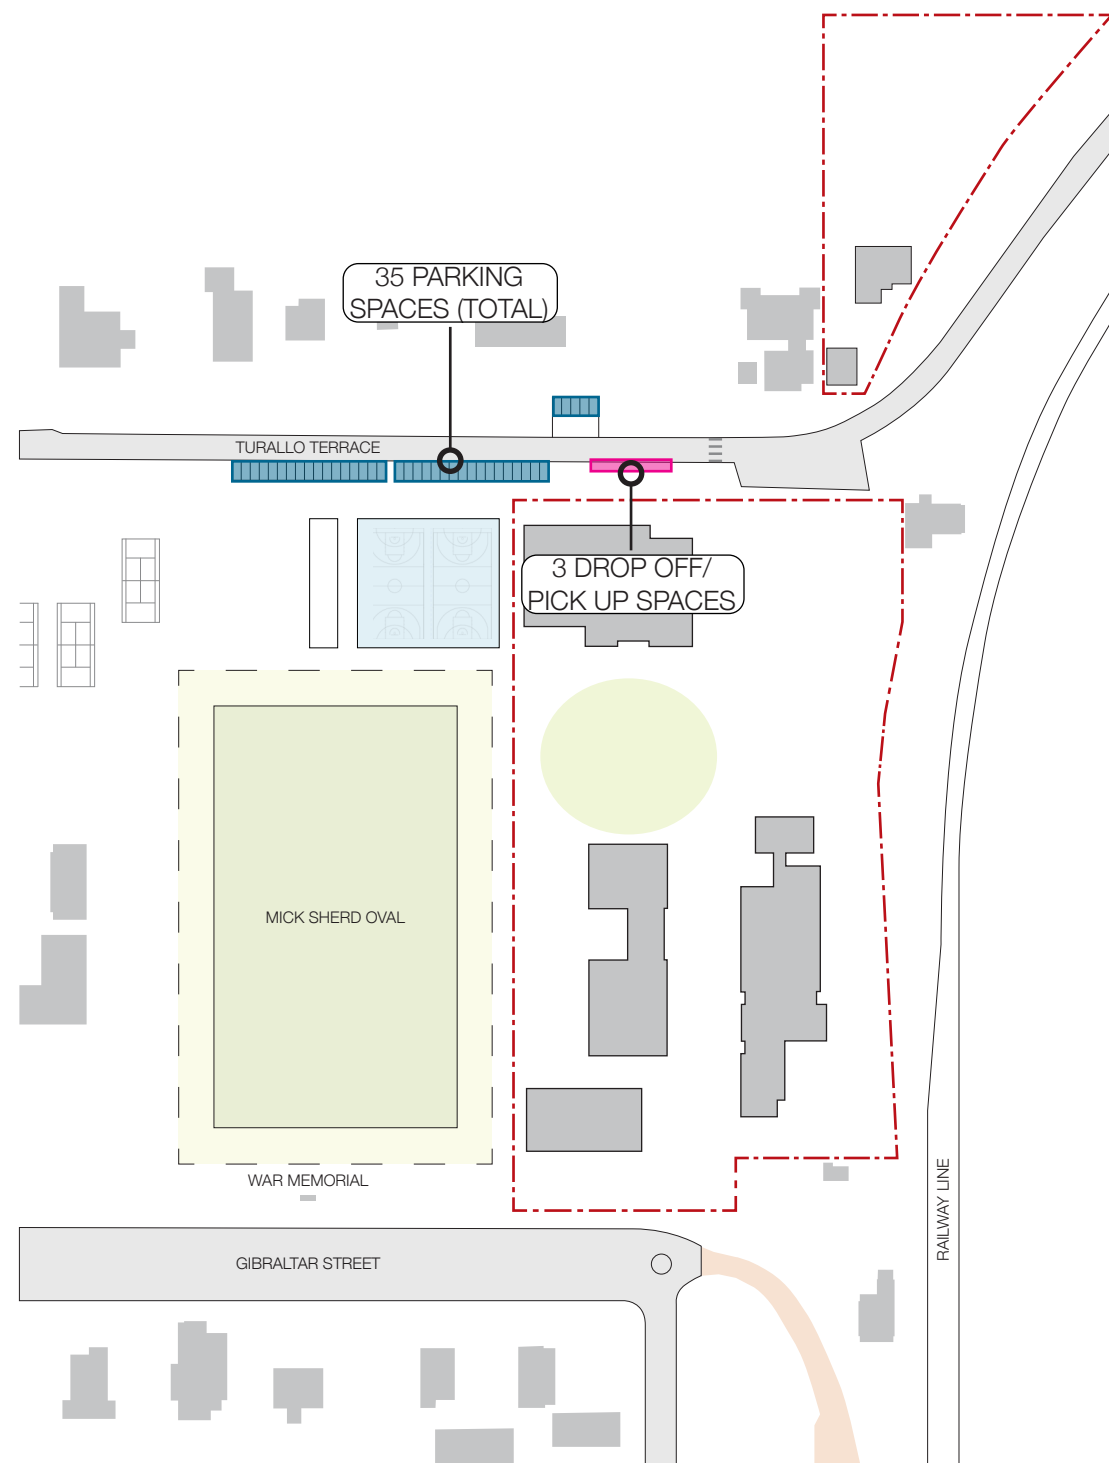 35 PARKING
SPACES (TOTAL)
TURALLO TERRACE
3 DROP OFF/
PICK UP SPACES
MICK SHERD OVAL
WAR MEMORIAL
RAILWAY LINE
GIBRALTAR STREET